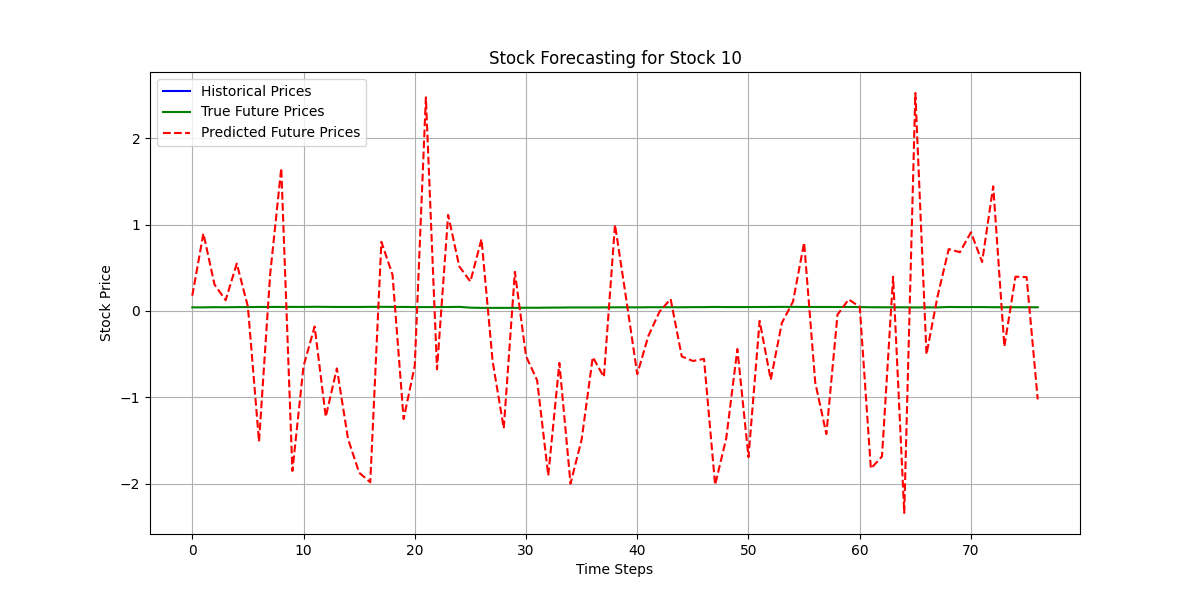 Stock Forecasting for Stock 10
Historical Prices
True Future Prices
Predicted Future Prices
Stock Price
2
1
0
−1
−2
0 10 20 30 40 50 60 70
Time Steps